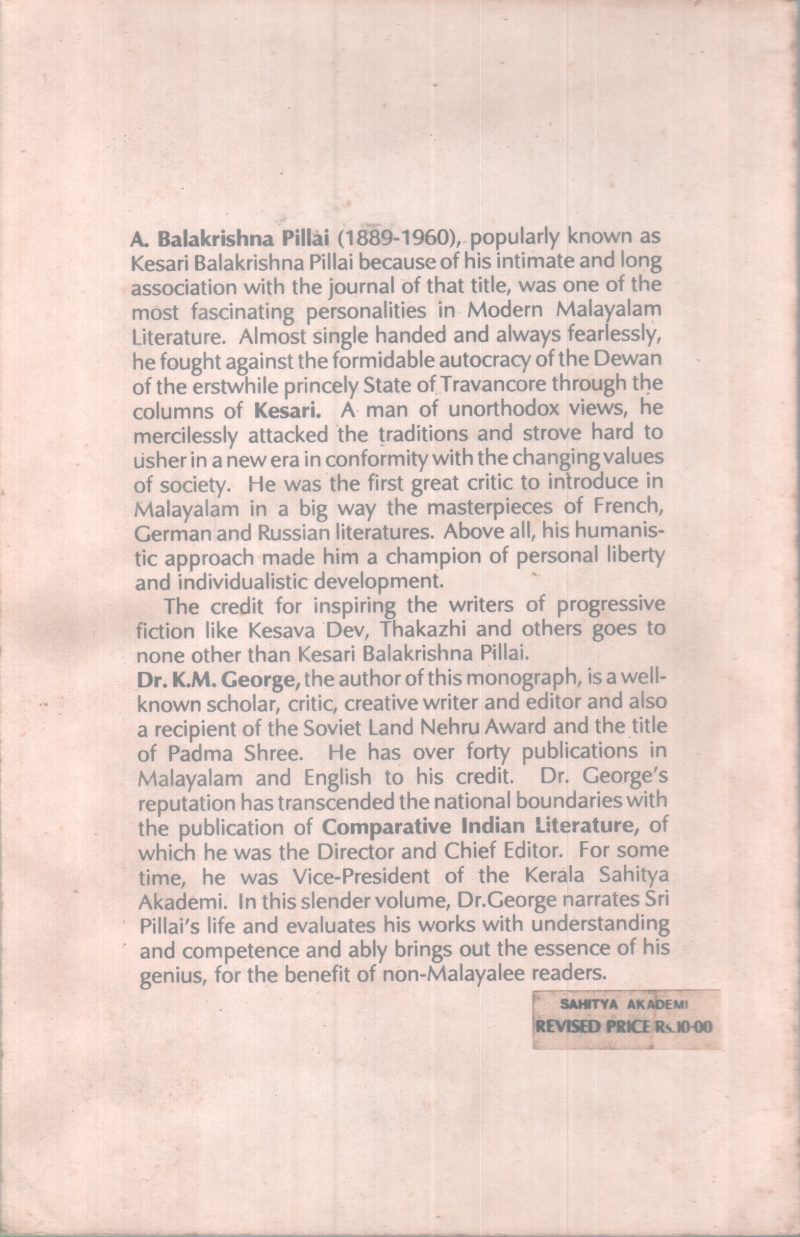 A. Balakrishna Pillai (1889-1960), popularly known as
Kesari Balakrishna Pillai because of his intimate and long
association with the journal of that title, was one of the
most fascinating personalities in Modern Malayalam
Literature. Almost single handed and always fearlessly,
he fought against the formidable autocracy of the Dewan
of the erstwhile princely State of Travancore through the
columns of Kesari. A man of unorthodox views, he
mercilessly attacked the traditions and strove hard to
usher in a new era in conformity with the changing values
of society. He was the first great critic to introduce in
Malayalam in a big way the masterpieces of French,
German and Russian literatures. Above all, his humanis-
tic approach made him a champion of personal liberty
and individualistic development.
The credit for inspiring the writers of progressive
fiction like Kesava Dev, Thakazhi and others goes to
none other than Kesari Balakrishna Pillai.
Dr. K.M. George, the author of this monograph, is a well-
known scholar, critic, creative writer and editor and also
a recipient of the Soviet Land Nehru Award and the title
of Padma Shree. He has over forty publications in
Malayalam and English to his credit. Dr. George's
reputation has transcended the national boundaries with
the publication of Comparative Indian Literature, of
which he was the Director and Chief Editor. For some
time, he was Vice-President of the Kerala Sahitya
Akademi. In this slender volume, Dr.George narrates Sri
Pillai's life and evaluates his works with understanding
and competence and ably brings out the essence of his
genius, for the benefit of non-Malayalee readers.
SAHITYA AKADEMI
REVISED PRICE Rs.10-00